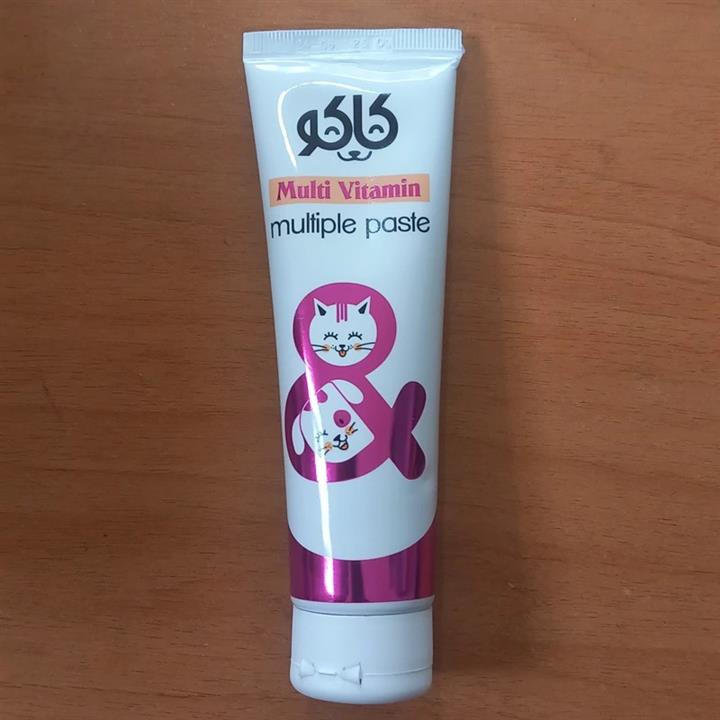 کاکو
Multi Vitamin
multiple paste